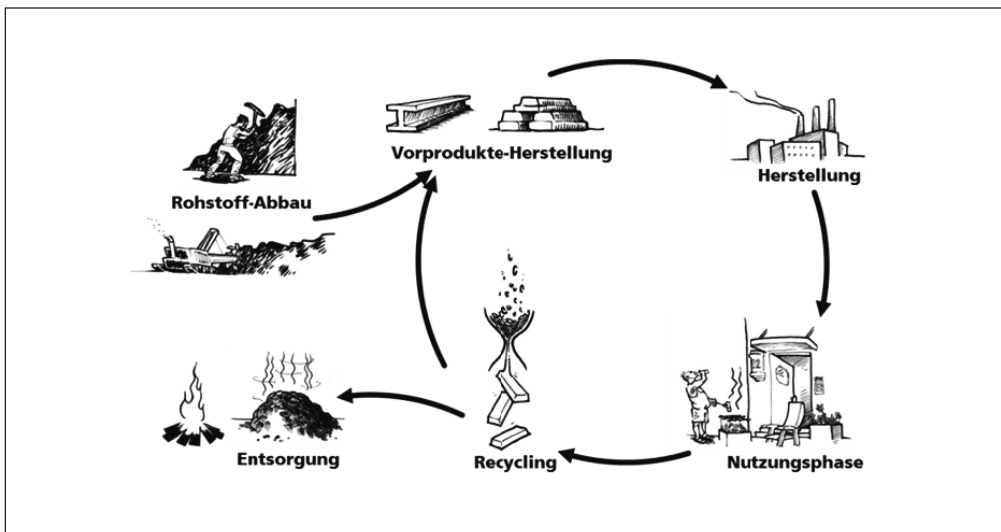 Vorprodukte-Herstellung
Herstellung
Rohstoff-Abbau
Entsorgung
Recycling
Nutzungsphase